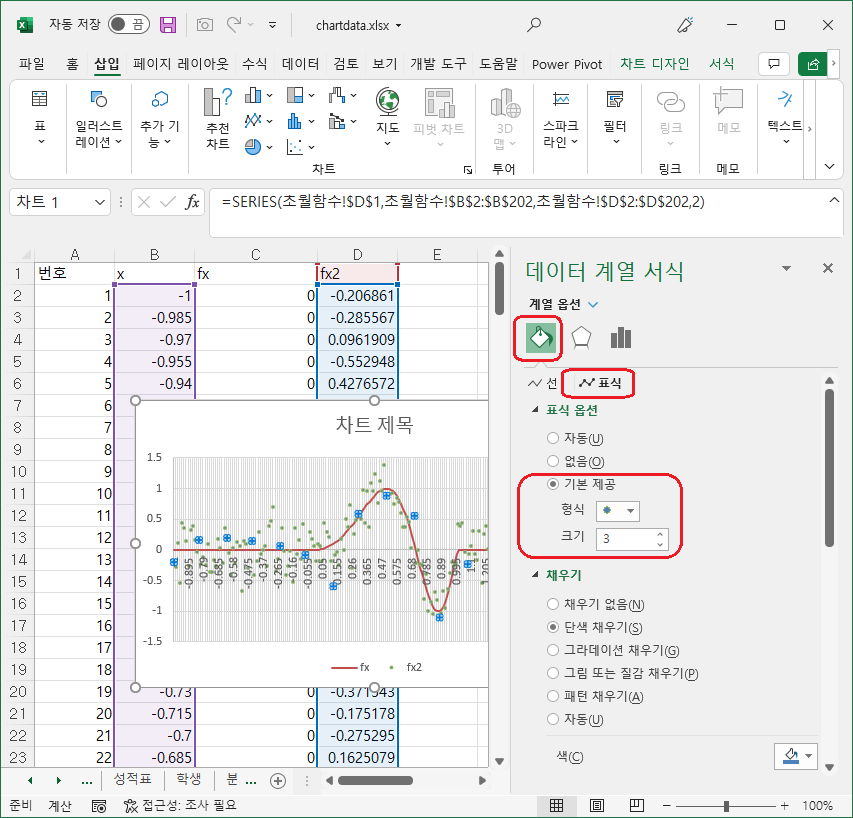 자동 저장 끔 chartdata.xlsx
파일 홈 삽입 페이지 레이아웃 수식 데이터 검토 보기 개발 도구 도움말 Power Pivot 차트 디자인 서식
표
일러스트
레이션
추가 기
능
추천
차트
지도
피벗 차트
3D
맵
스파크
라인
필터
링크
메모
텍스트
차트 투어 링크 메모
차트 1 fx =SERIES(초월함수!$D$1,초월함수!$B$2:$B$202,초월함수!$D$2:$D$202,2)
A B C D E
1 번호 x fx fx2
2 1 -1 0 -0.206861
3 2 -0.985 0 -0.285567
4 3 -0.97 0 0.0961909
5 4 -0.955 0 -0.552948
6 5 -0.94 0 0.4276572
7 6
8 7
9 8
10 9
11 10
12 11
13 12
14 13
15 14
16 15
17 16
18 17
19 18
20 19 -0.73 0 -0.371943
21 20 -0.715 0 -0.175178
22 21 -0.7 0 -0.275295
23 22 -0.685 0 0.1625079
차트 제목
1.5
1
0.5
0
-0.5
-1
-1.5
-0.895 -0.79 -0.685 -0.58 -0.475 -0.37 -0.265 -0.16 -0.055 0.05 0.155 0.26 0.365 0.47 0.575 0.68 0.785 0.89 0.995 1.1 1.205
fx fx2
데이터 계열 서식
계열 옵션
선 표식
표식 옵션
자동(U)
없음(O)
기본 제공
형식
크기 3
채우기
채우기 없음(N)
단색 채우기(S)
그라데이션 채우기(G)
그림 또는 질감 채우기(P)
패턴 채우기(A)
자동(U)
색(C)
... 성적표 학생 분 ...
준비 계산 접근성: 조사 필요 100%